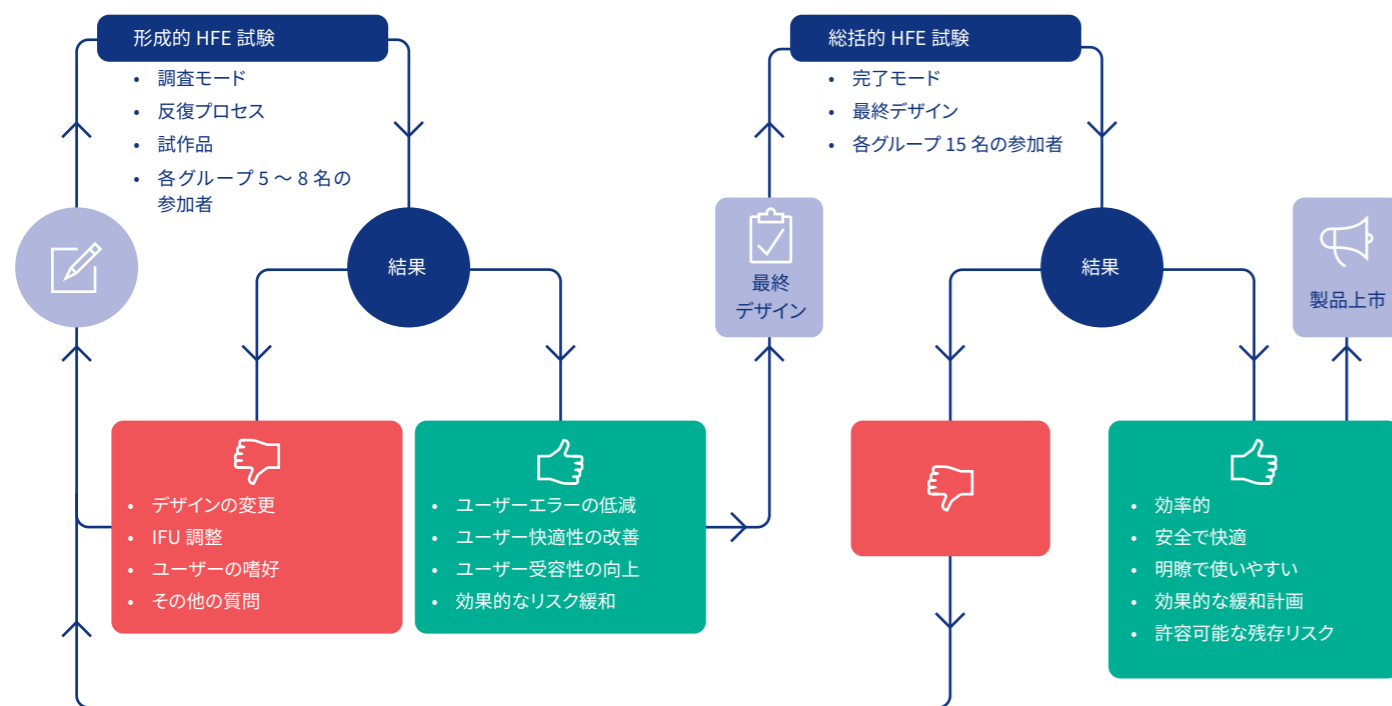 形成的 HFE 試験
• 調査モード
• 反復プロセス
• 試作品
• 各グループ 5 ~ 8 名の
参加者
結果
• デザインの変更
• IFU 調整
• ユーザーの嗜好
• その他の質問
• ユーザーエラーの低減
• ユーザー快適性の改善
• ユーザー受容性の向上
• 効果的なリスク緩和
最終
デザイン
総括的 HFE 試験
• 完了モード
• 最終デザイン
• 各グループ 15 名の参加者
結果
• 効率的
• 安全で快適
• 明瞭で使いやすい
• 効果的な緩和計画
• 許容可能な残存リスク
製品上市